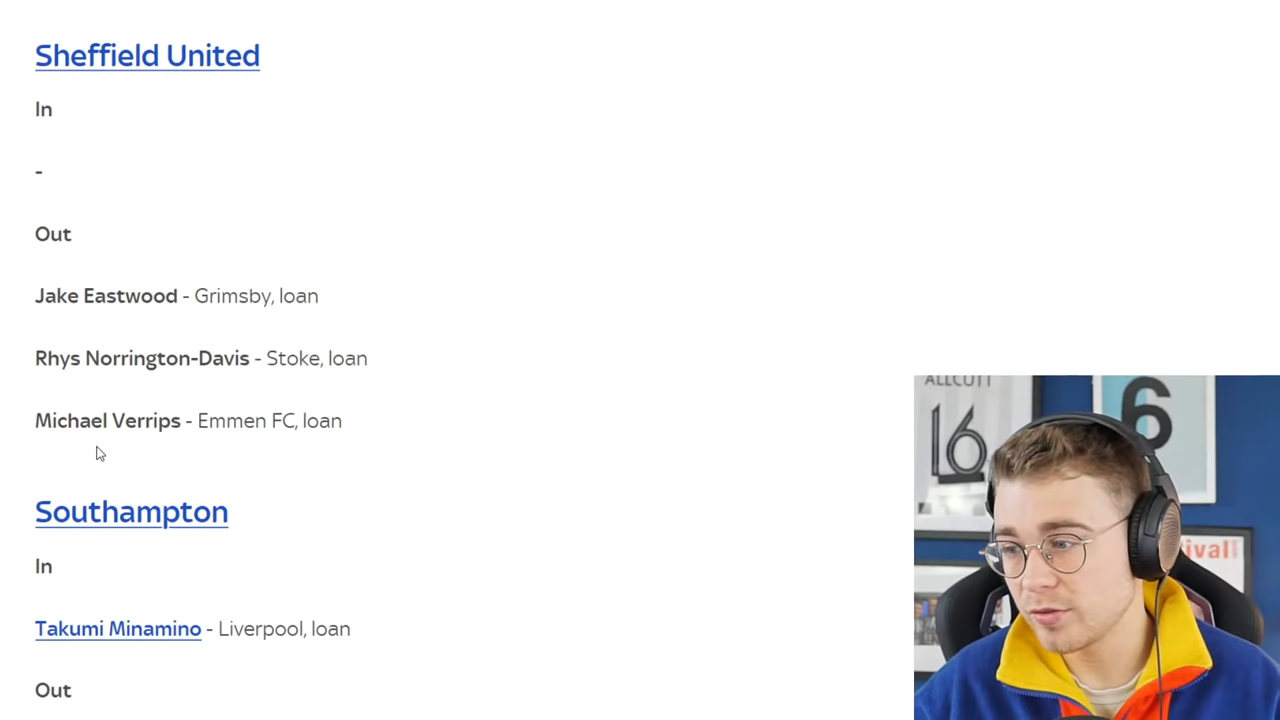 Sheffield United
In
-
Out
Jake Eastwood - Grimsby, loan
Rhys Norrington-Davis - Stoke, loan
Michael Verrips - Emmen FC, loan
Southampton
In
Takumi Minamino - Liverpool, loan
Out
ALLCUTT
16
6
ival